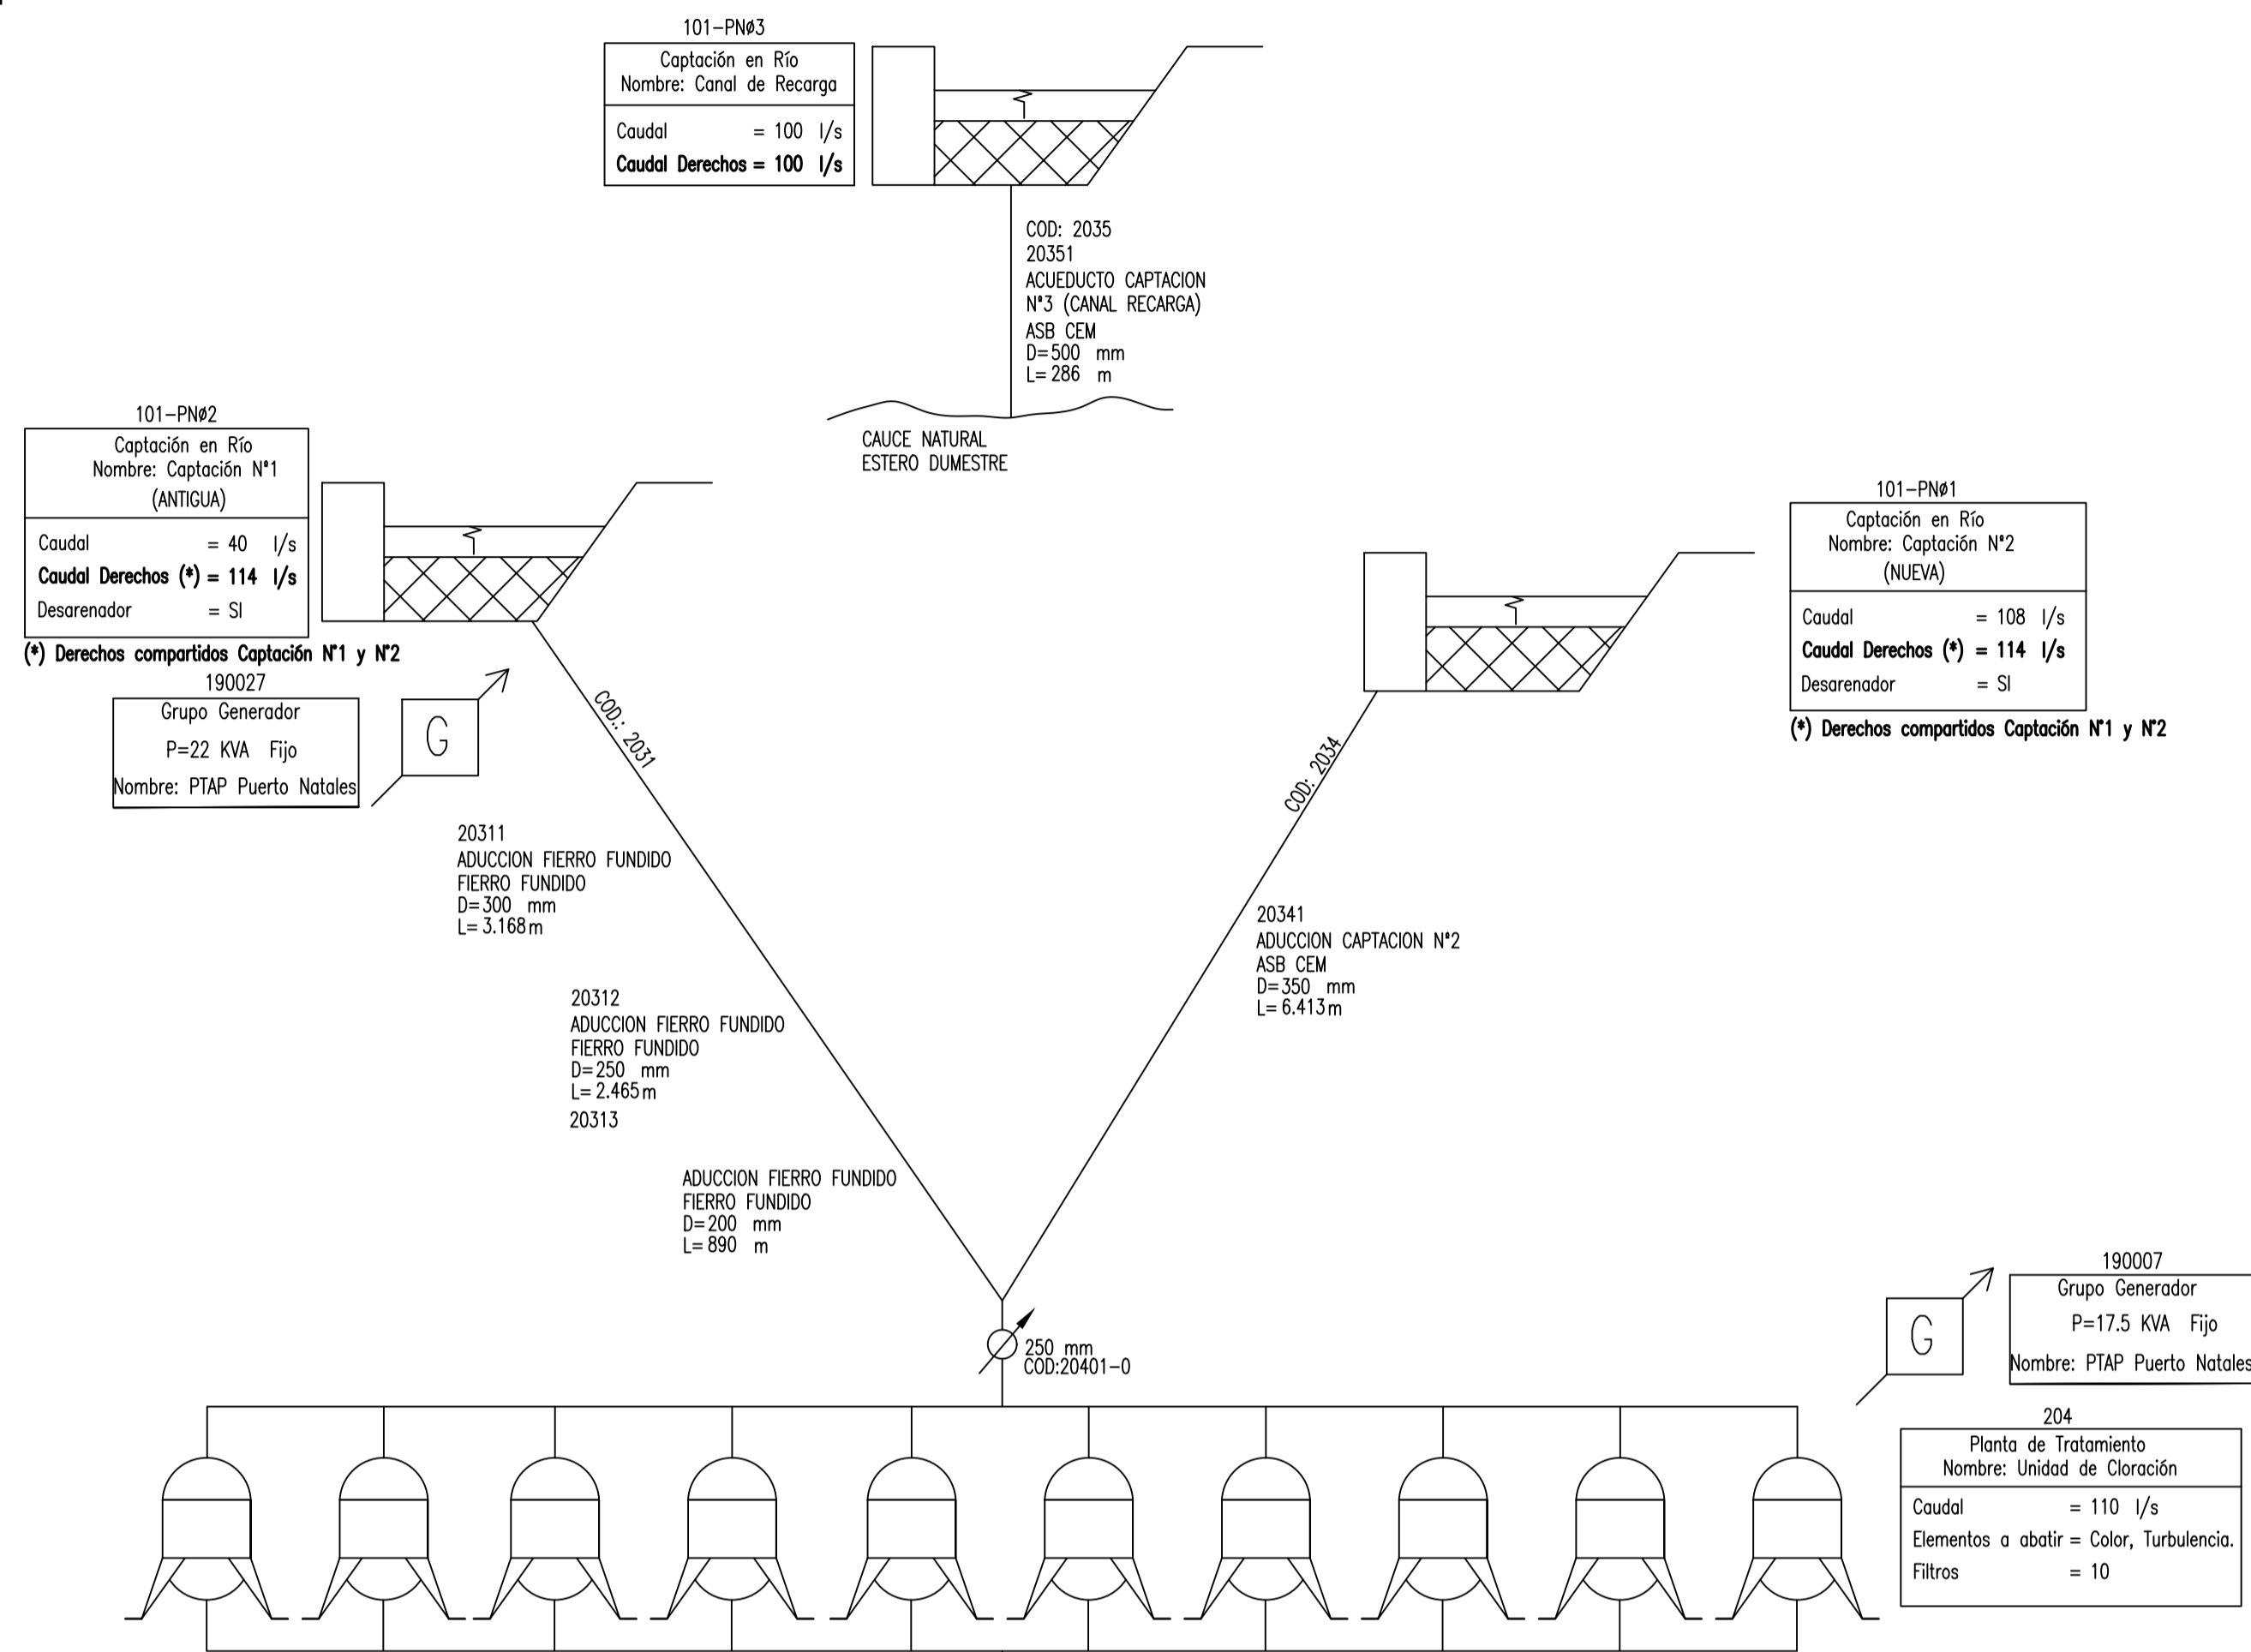 101-PNø3
Captación en Río
Nombre: Canal de Recarga
Caudal = 100 l/s
Caudal Derechos = 100 l/s
COD: 2035
20351
ACUEDUCTO CAPTACION
N°3 (CANAL RECARGA)
ASB CEM
D=500 mm
L= 286 m
CAUCE NATURAL
ESTERO DUMESTRE
101-PNø2
Captación en Río
Nombre: Captación N°1
(ANTIGUA)
Caudal = 40 l/s
Caudal Derechos (*) = 114 l/s
Desarenador = SI
(*) Derechos compartidos Captación N°1 y N°2
101-PNø1
Captación en Río
Nombre: Captación N°2
(NUEVA)
Caudal = 108 l/s
Caudal Derechos (*) = 114 l/s
Desarenador = SI
(*) Derechos compartidos Captación N°1 y N°2
190027
Grupo Generador
P=22 KVA Fijo
Nombre: PTAP Puerto Natales
G
COD.: 2031
COD: 2034
20311
ADUCCION FIERRO FUNDIDO
FIERRO FUNDIDO
D=300 mm
L= 3.168 m
20341
ADUCCION CAPTACION N°2
ASB CEM
D=350 mm
L= 6.413 m
20312
ADUCCION FIERRO FUNDIDO
FIERRO FUNDIDO
D=250 mm
L= 2.465 m
20313
ADUCCION FIERRO FUNDIDO
FIERRO FUNDIDO
D=200 mm
L= 890 m
250 mm
COD:20401-0
G
190007
Grupo Generador
P=17.5 KVA Fijo
Nombre: PTAP Puerto Natales
204
Planta de Tratamiento
Nombre: Unidad de Cloración
Caudal = 110 l/s
Elementos a abatir = Color, Turbulencia.
Filtros = 10